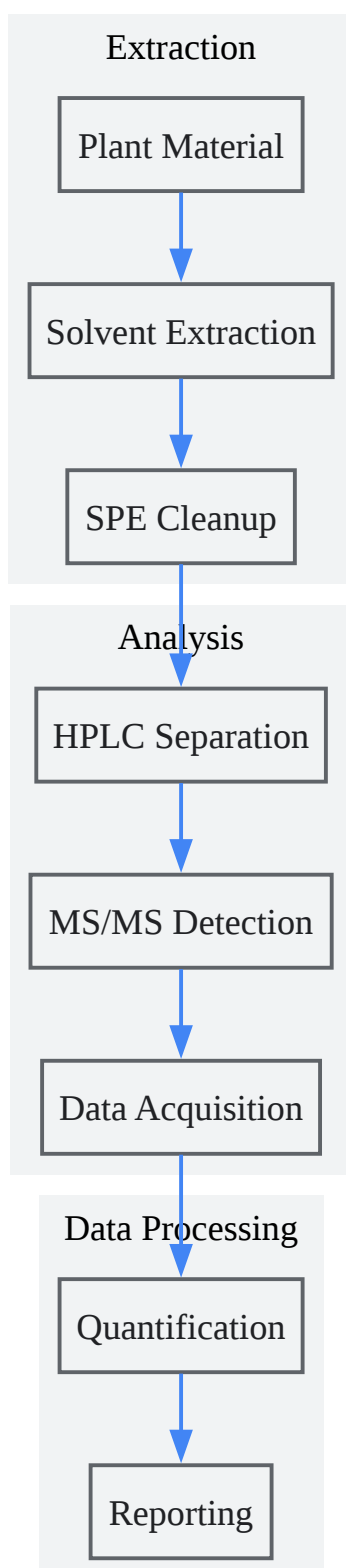 Extraction
Plant Material
Solvent Extraction
SPE Cleanup
Analysis
HPLC Separation
MS/MS Detection
Data Acquisition
Data Processing
Quantification
Reporting